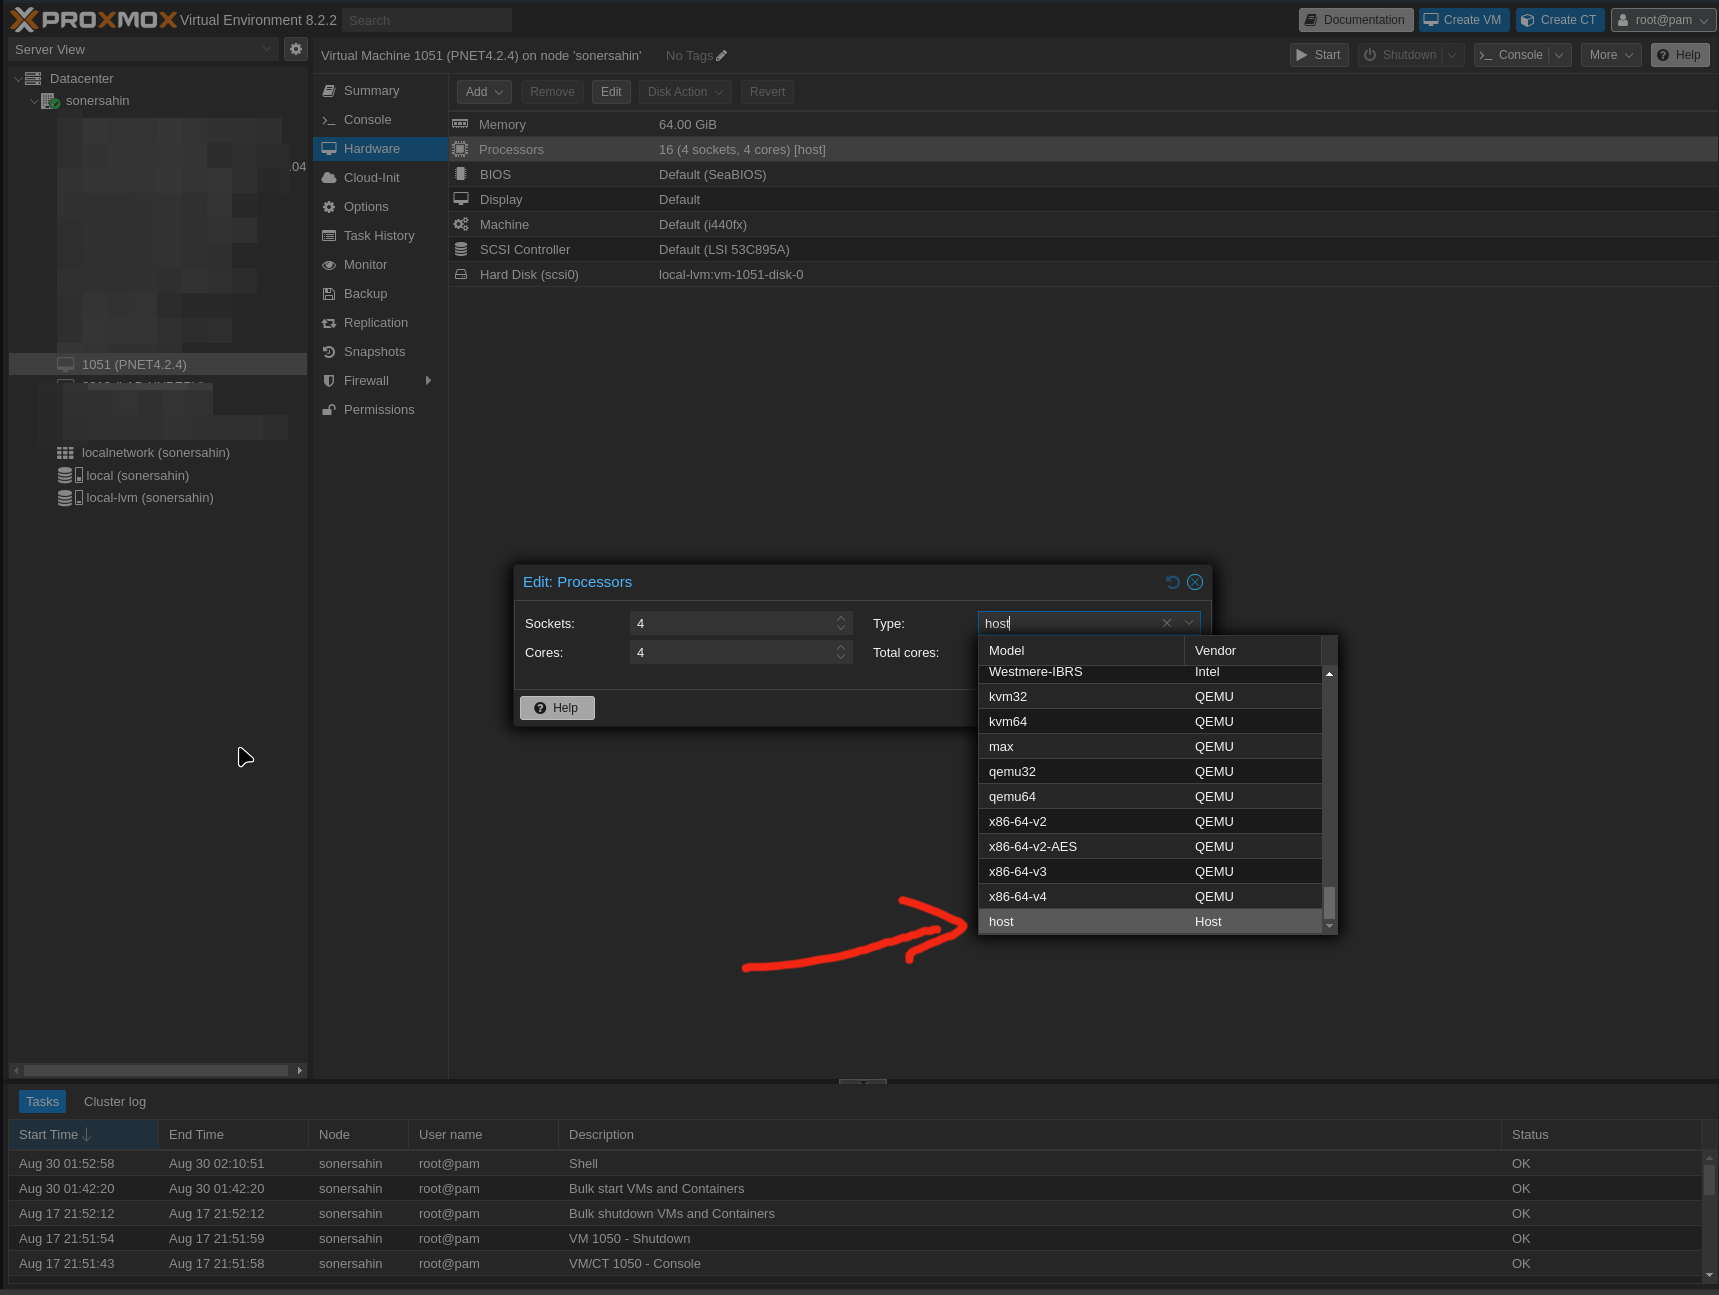 PROXMOX Virtual Environment 8.2.2 Search Documentation Create VM Create CT root@pam
Server View
Virtual Machine 1051 (PNET4.2.4) on node 'sonersahin' No Tags Start Shutdown Console More Help
Datacenter
sonersahin
.04
1051 (PNET4.2.4)
localnetwork (sonersahin)
local (sonersahin)
local-lvm (sonersahin)
Summary
Console
Hardware
Cloud-Init
Options
Task History
Monitor
Backup
Replication
Snapshots
Firewall
Permissions
Add Remove Edit Disk Action Revert
Memory 64.00 GiB
Processors 16 (4 sockets, 4 cores) [host]
BIOS Default (SeaBIOS)
Display Default
Machine Default (i440fx)
SCSI Controller Default (LSI 53C895A)
Hard Disk (scsi0) local-lvm:vm-1051-disk-0
Edit: Processors
Sockets: 4 Type: host
Cores: 4 Total cores:
Help
Model Vendor
Westmere-IBRS Intel
kvm32 QEMU
kvm64 QEMU
max QEMU
qemu32 QEMU
qemu64 QEMU
x86-64-v2 QEMU
x86-64-v2-AES QEMU
x86-64-v3 QEMU
x86-64-v4 QEMU
host Host
Tasks Cluster log
Start Time End Time Node User name Description Status
Aug 30 01:52:58 Aug 30 02:10:51 sonersahin root@pam Shell OK
Aug 30 01:42:20 Aug 30 01:42:20 sonersahin root@pam Bulk start VMs and Containers OK
Aug 17 21:52:12 Aug 17 21:52:12 sonersahin root@pam Bulk shutdown VMs and Containers OK
Aug 17 21:51:54 Aug 17 21:51:59 sonersahin root@pam VM 1050 - Shutdown OK
Aug 17 21:51:43 Aug 17 21:51:58 sonersahin root@pam VM/CT 1050 - Console OK